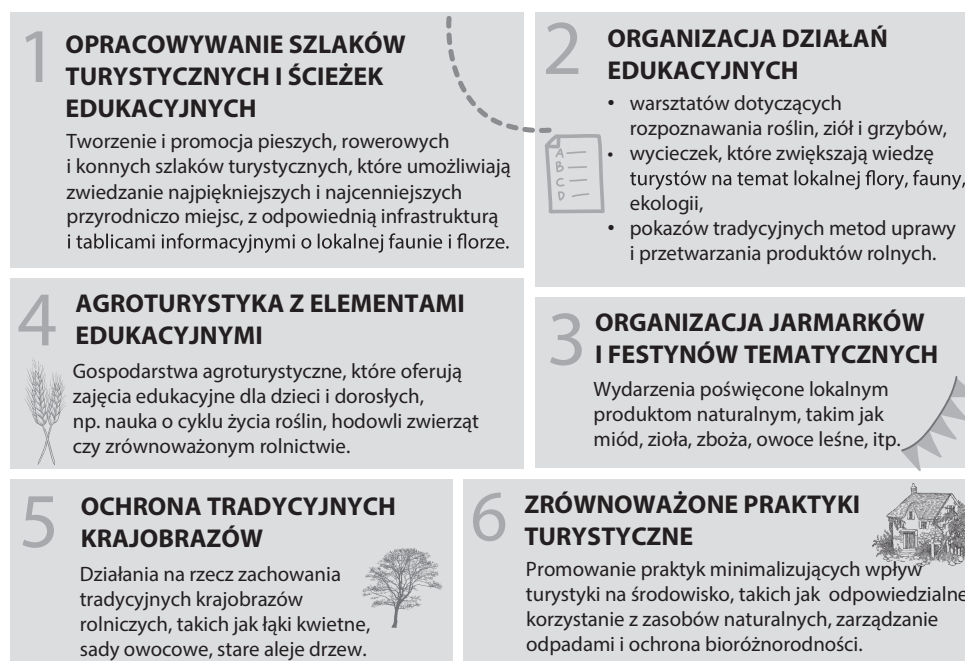 1
OPRACOWYWANIE SZLAKÓW
TURYSTYCZNYCH I ŚCIEŻEK
EDUKACYJNYCH
Tworzenie i promocja pieszych, rowerowych
i konnych szlaków turystycznych, które umożliwiają
zwiedzanie najpiękniejszych i najcenniejszych
przyrodniczo miejsc, z odpowiednią infrastrukturą
i tablicami informacyjnymi o lokalnej faunie i florze.
2
ORGANIZACJA DZIAŁAŃ
EDUKACYJNYCH
A
B
C
D
• warsztatów dotyczących
rozpoznawania roślin, ziół i grzybów,
• wycieczek, które zwiększają wiedzę
turystów na temat lokalnej flory, fauny,
ekologii,
• pokazów tradycyjnych metod uprawy
i przetwarzania produktów rolnych.
3
ORGANIZACJA JARMARKÓW
I FESTYNÓW TEMATYCZNYCH
Wydarzenia poświęcone lokalnym
produktom naturalnym, takim jak
miód, zioła, zboża, owoce leśne, itp.
4
AGROTURYSTYKA Z ELEMENTAMI
EDUKACYJNYMI
Gospodarstwa agroturystyczne, które oferują
zajęcia edukacyjne dla dzieci i dorosłych,
np. nauka o cyklu życia roślin, hodowli zwierząt
czy zrównoważonym rolnictwie.
5
OCHRONA TRADYCYJNYCH
KRAJOBRAZÓW
Działania na rzecz zachowania
tradycyjnych krajobrazów
rolniczych, takich jak łąki kwietne,
sady owocowe, stare aleje drzew.
6
ZRÓWNOWAŻONE PRAKTYKI
TURYSTYCZNE
Promowanie praktyk minimalizujących wpływ
turystyki na środowisko, takich jak odpowiedzialne
korzystanie z zasobów naturalnych, zarządzanie
odpadami i ochrona bioróżnorodności.